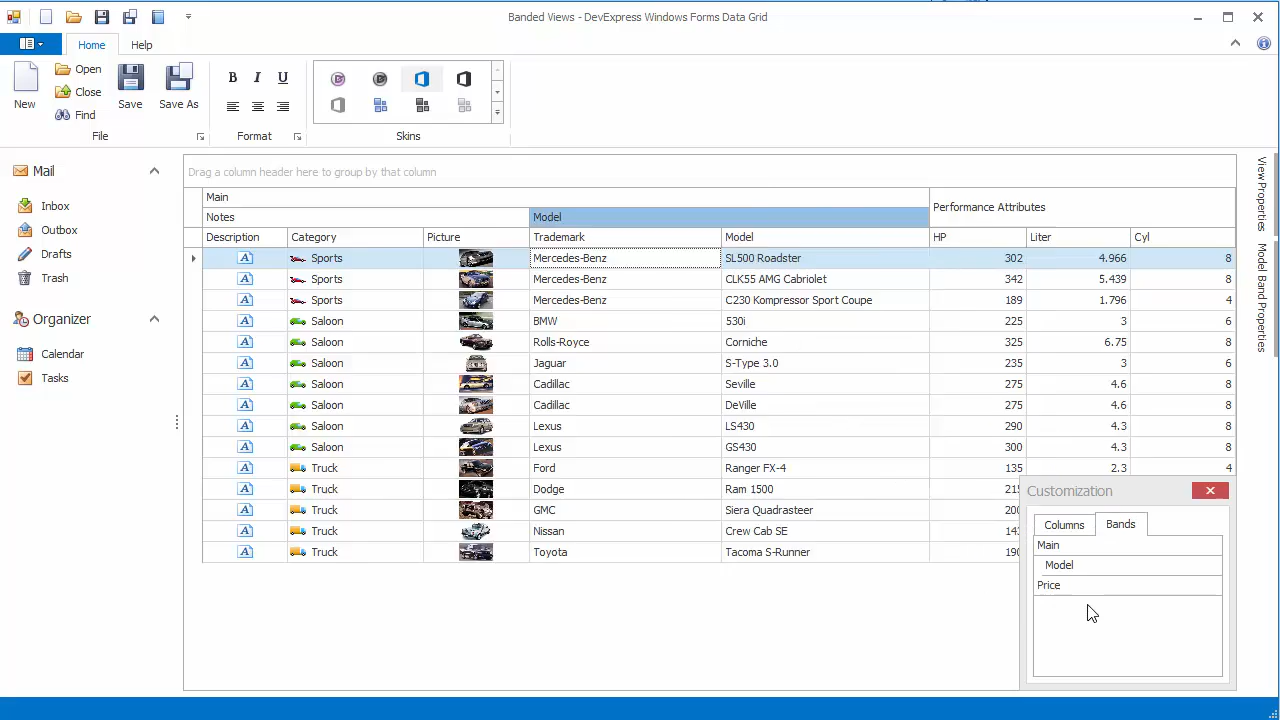 Banded Views - DevExpress Windows Forms Data Grid
Home Help
New
Open
Close
Find
Save
Save As
B I U
File
Format
Skins
Mail
Inbox
Outbox
Drafts
Trash
Organizer
Calendar
Tasks
Drag a column header here to group by that column
Main
Performance Attributes
Notes Model
Description Category Picture Trademark Model HP Liter Cyl
A Sports Mercedes-Benz SL500 Roadster 302 4.966 8
A Sports Mercedes-Benz CLK55 AMG Cabriolet 342 5.439 8
A Sports Mercedes-Benz C230 Kompressor Sport Coupe 189 1.796 4
A Saloon BMW 530i 225 3 6
A Saloon Rolls-Royce Corniche 325 6.75 8
A Saloon Jaguar S-Type 3.0 235 3 6
A Saloon Cadillac Seville 275 4.6 8
A Saloon Cadillac DeVille 275 4.6 8
A Saloon Lexus LS430 290 4.3 8
A Saloon Lexus GS430 300 4.3 8
A Truck Ford Ranger FX-4 135 2.3 4
A Truck Dodge Ram 1500 215
A Truck GMC Siera Quadrasteer 200
A Truck Nissan Crew Cab SE 143
A Truck Toyota Tacoma S-Runner 190
Customization
Columns Bands
Main
Model
Price
View Properties
Model Band Properties